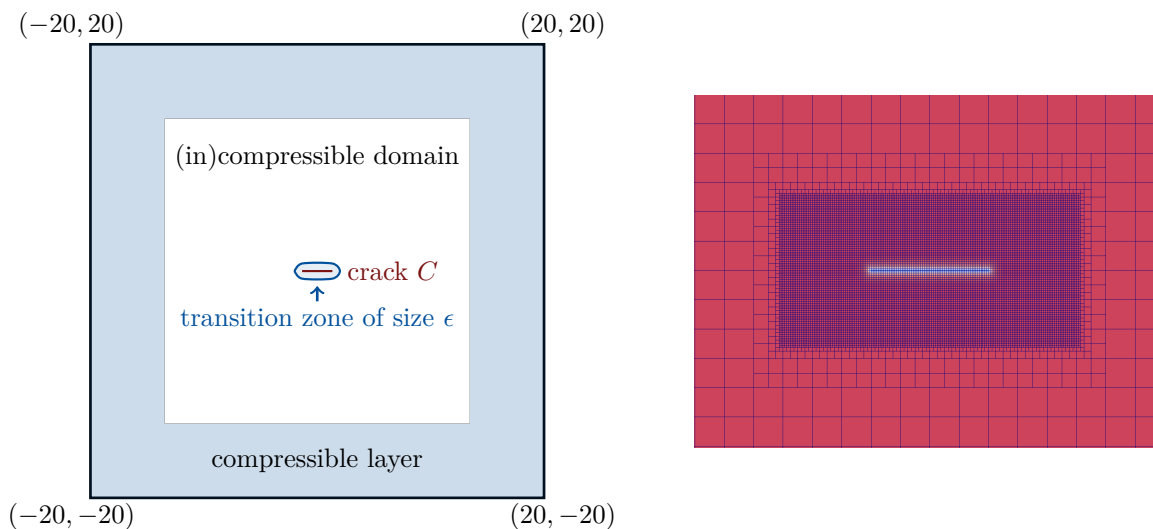 (−20, 20)
(20, 20)
(in)compressible domain
crack C
transition zone of size ϵ
compressible layer
(−20, −20)
(20, −20)